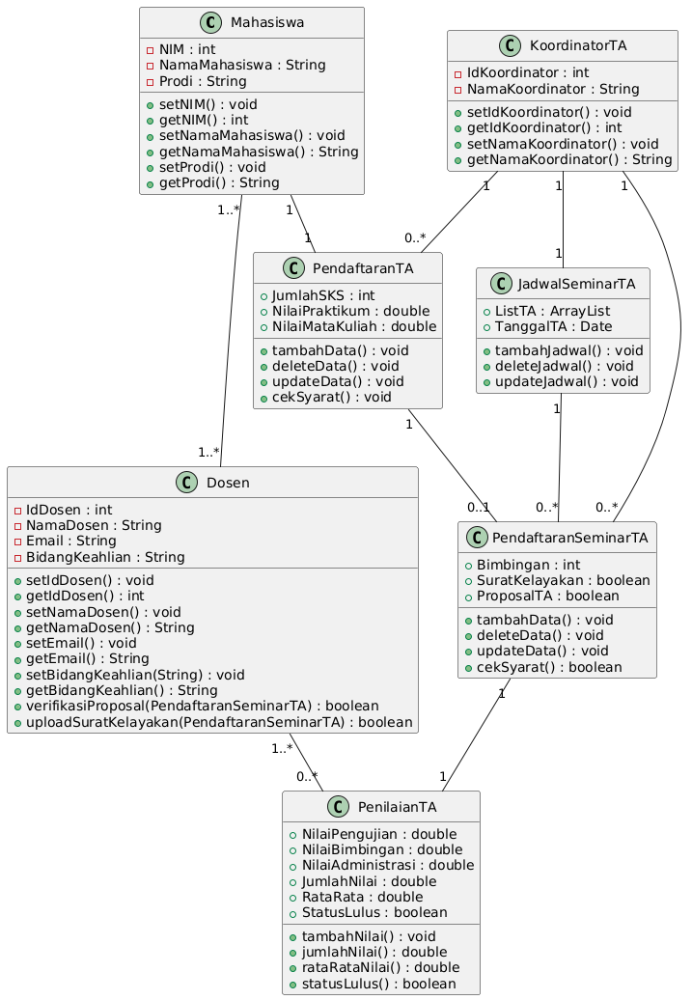 C Mahasiswa
NIM : int
NamaMahasiswa : String
Prodi : String
setNIM() : void
getNIM() : int
setNamaMahasiswa() : void
getNamaMahasiswa() : String
setProdi() : void
getProdi() : String
C KoordinatorTA
IdKoordinator : int
NamaKoordinator : String
setIdKoordinator() : void
getIdKoordinator() : int
setNamaKoordinator() : void
getNamaKoordinator() : String
1..*
1
1
1
1
1
0..*
1
C PendaftaranTA
JumlahSKS : int
NilaiPraktikum : double
NilaiMataKuliah : double
tambahData() : void
deleteData() : void
updateData() : void
cekSyarat() : void
C JadwalSeminarTA
ListTA : ArrayList
TanggalTA : Date
tambahJadwal() : void
deleteJadwal() : void
updateJadwal() : void
1
1
1..*
0..1
0..*
0..*
C Dosen
IdDosen : int
NamaDosen : String
Email : String
BidangKeahlian : String
setIdDosen() : void
getIdDosen() : int
setNamaDosen() : void
getNamaDosen() : String
setEmail() : void
getEmail() : String
setBidangKeahlian(String) : void
getBidangKeahlian() : String
verifikasiProposal(PendaftaranSeminarTA) : boolean
uploadSuratKelayakan(PendaftaranSeminarTA) : boolean
C PendaftaranSeminarTA
Bimbingan : int
SuratKelayakan : boolean
ProposalTA : boolean
tambahData() : void
deleteData() : void
updateData() : void
cekSyarat() : boolean
1..*
1
0..*
1
C PenilaianTA
NilaiPengujian : double
NilaiBimbingan : double
NilaiAdministrasi : double
JumlahNilai : double
RataRata : double
StatusLulus : boolean
tambahNilai() : void
jumlahNilai() : double
rataRataNilai() : double
statusLulus() : boolean